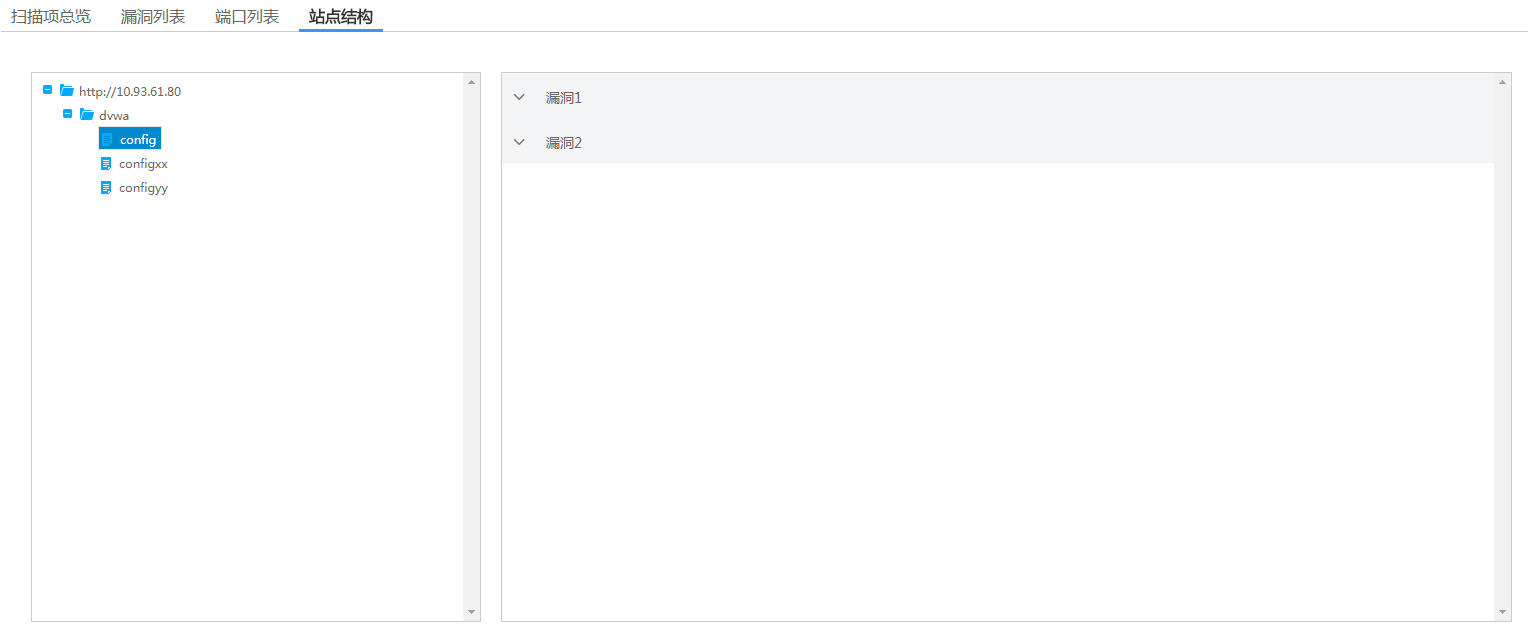 扫描项总览 漏洞列表 端口列表 站点结构
http://10.93.61.80
dvwa
config
configxx
configyy
漏洞1
漏洞2